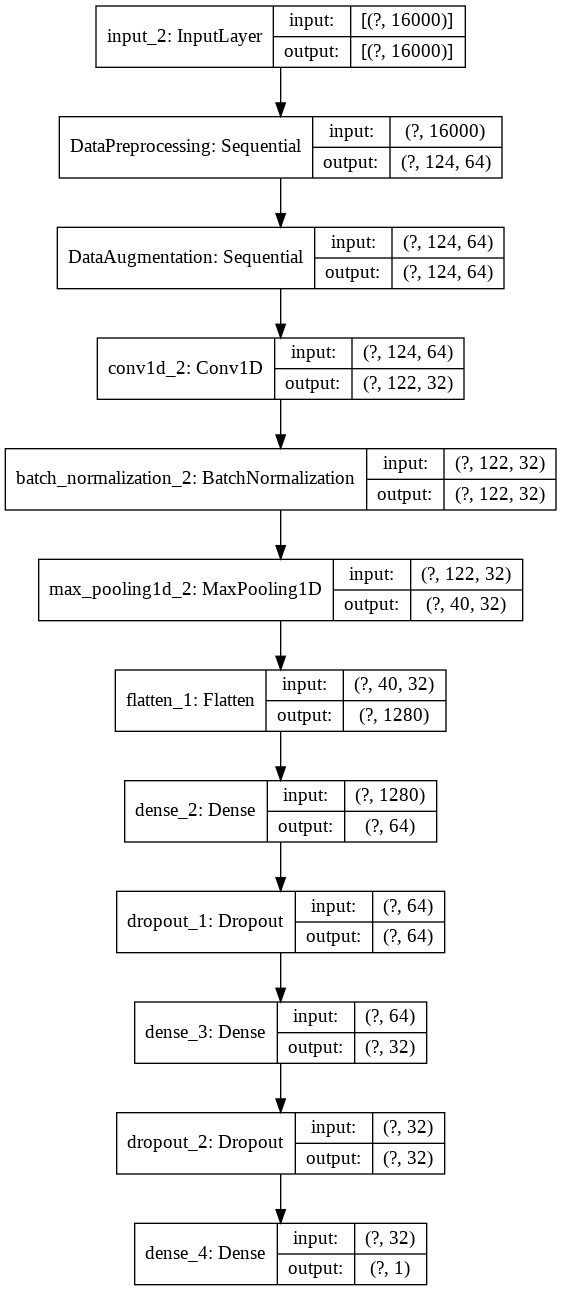 input_2: InputLayer
input: [(?, 16000)]
output: [(?, 16000)]
DataPreprocessing: Sequential
input: (?, 16000)
output: (?, 124, 64)
DataAugmentation: Sequential
input: (?, 124, 64)
output: (?, 124, 64)
conv1d_2: Conv1D
input: (?, 124, 64)
output: (?, 122, 32)
batch_normalization_2: BatchNormalization
input: (?, 122, 32)
output: (?, 122, 32)
max_pooling1d_2: MaxPooling1D
input: (?, 122, 32)
output: (?, 40, 32)
flatten_1: Flatten
input: (?, 40, 32)
output: (?, 1280)
dense_2: Dense
input: (?, 1280)
output: (?, 64)
dropout_1: Dropout
input: (?, 64)
output: (?, 64)
dense_3: Dense
input: (?, 64)
output: (?, 32)
dropout_2: Dropout
input: (?, 32)
output: (?, 32)
dense_4: Dense
input: (?, 32)
output: (?, 1)